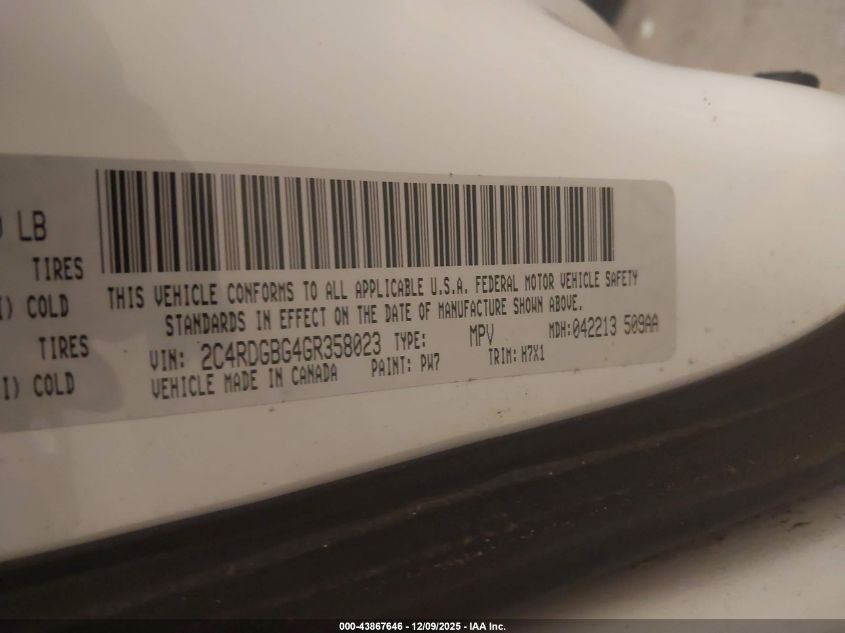 LB
TIRES
COLD
TIRES
COLD
THIS VEHICLE CONFORMS TO ALL APPLICABLE U.S.A. FEDERAL MOTOR VEHICLE SAFETY
STANDARDS IN EFFECT ON THE DATE OF MANUFACTURE SHOWN ABOVE.
VIN: 2C4RDGBG4GR358023 TYPE: MPV MDH:042213 509AA
VEHICLE MADE IN CANADA PAINT: PW7 TRIM: H7X1
000-43867646 - 12/09/2025 - IAA Inc.